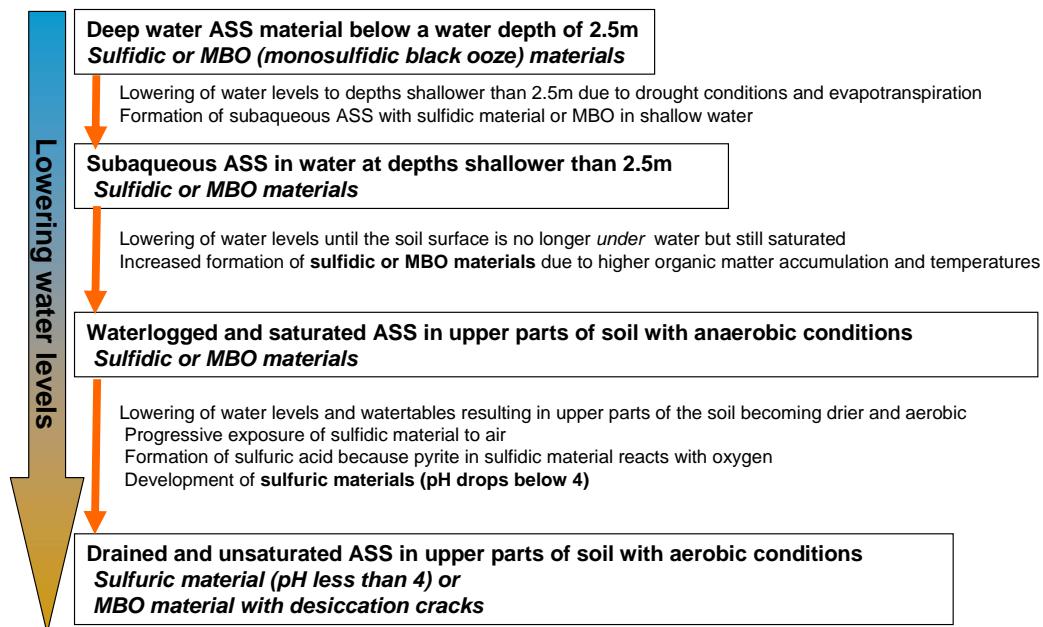 Lowering water levels
Deep water ASS material below a water depth of 2.5m
Sulfidic or MBO (monosulfidic black ooze) materials
Lowering of water levels to depths shallower than 2.5m due to drought conditions and evapotranspiration
Formation of subaqueous ASS with sulfidic material or MBO in shallow water
Subaqueous ASS in water at depths shallower than 2.5m
Sulfidic or MBO materials
Lowering of water levels until the soil surface is no longer under water but still saturated
Increased formation of sulfidic or MBO materials due to higher organic matter accumulation and temperatures
Waterlogged and saturated ASS in upper parts of soil with anaerobic conditions
Sulfidic or MBO materials
Lowering of water levels and watertables resulting in upper parts of the soil becoming drier and aerobic
Progressive exposure of sulfidic material to air
Formation of sulfuric acid because pyrite in sulfidic material reacts with oxygen
Development of sulfuric materials (pH drops below 4)
Drained and unsaturated ASS in upper parts of soil with aerobic conditions
Sulfuric material (pH less than 4) or
MBO material with desiccation cracks